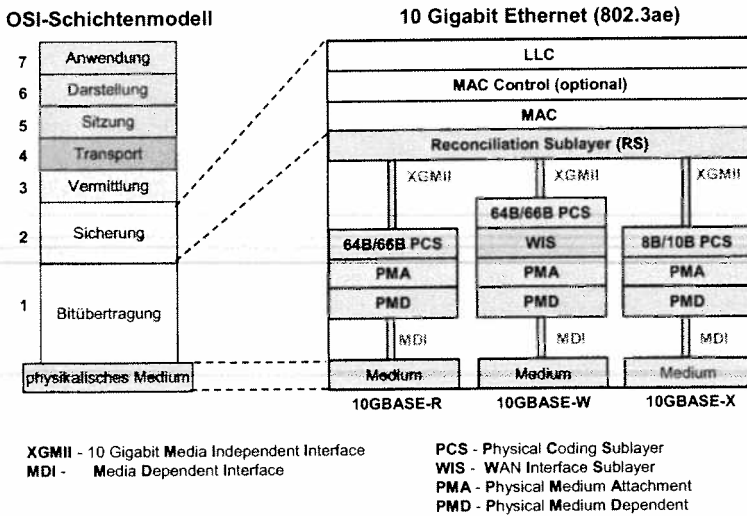 OSI-Schichtenmodell
10 Gigabit Ethernet (802.3ae)
7 Anwendung
6 Darstellung
5 Sitzung
4 Transport
3 Vermittlung
2 Sicherung
1 Bitübertragung
physikalisches Medium
LLC
MAC Control (optional)
MAC
Reconciliation Sublayer (RS)
XGMII XGMII XGMII
64B/66B PCS
64B/66B PCS WIS 8B/10B PCS
PMA PMA PMA
PMD PMD PMD
MDI MDI MDI
Medium Medium Medium
10GBASE-R 10GBASE-W 10GBASE-X
XGMII - 10 Gigabit Media Independent Interface
MDI - Media Dependent Interface
PCS - Physical Coding Sublayer
WIS - WAN Interface Sublayer
PMA - Physical Medium Attachment
PMD - Physical Medium Dependent